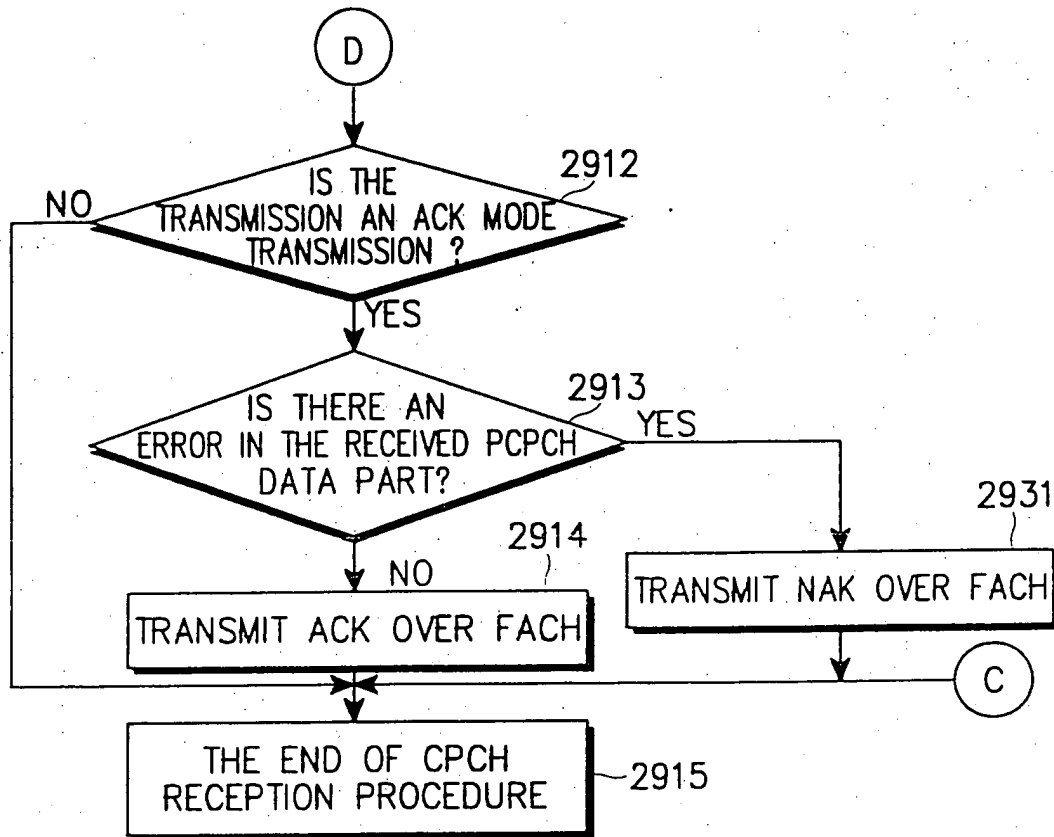 D
2912
IS THE
TRANSMISSION AN ACK MODE
TRANSMISSION ?
NO
YES
2913
IS THERE AN
ERROR IN THE RECEIVED PCPCH
DATA PART?
YES
2931
2914
NO
TRANSMIT NAK OVER FACH
TRANSMIT ACK OVER FACH
C
THE END OF CPCH
RECEPTION PROCEDURE
2915